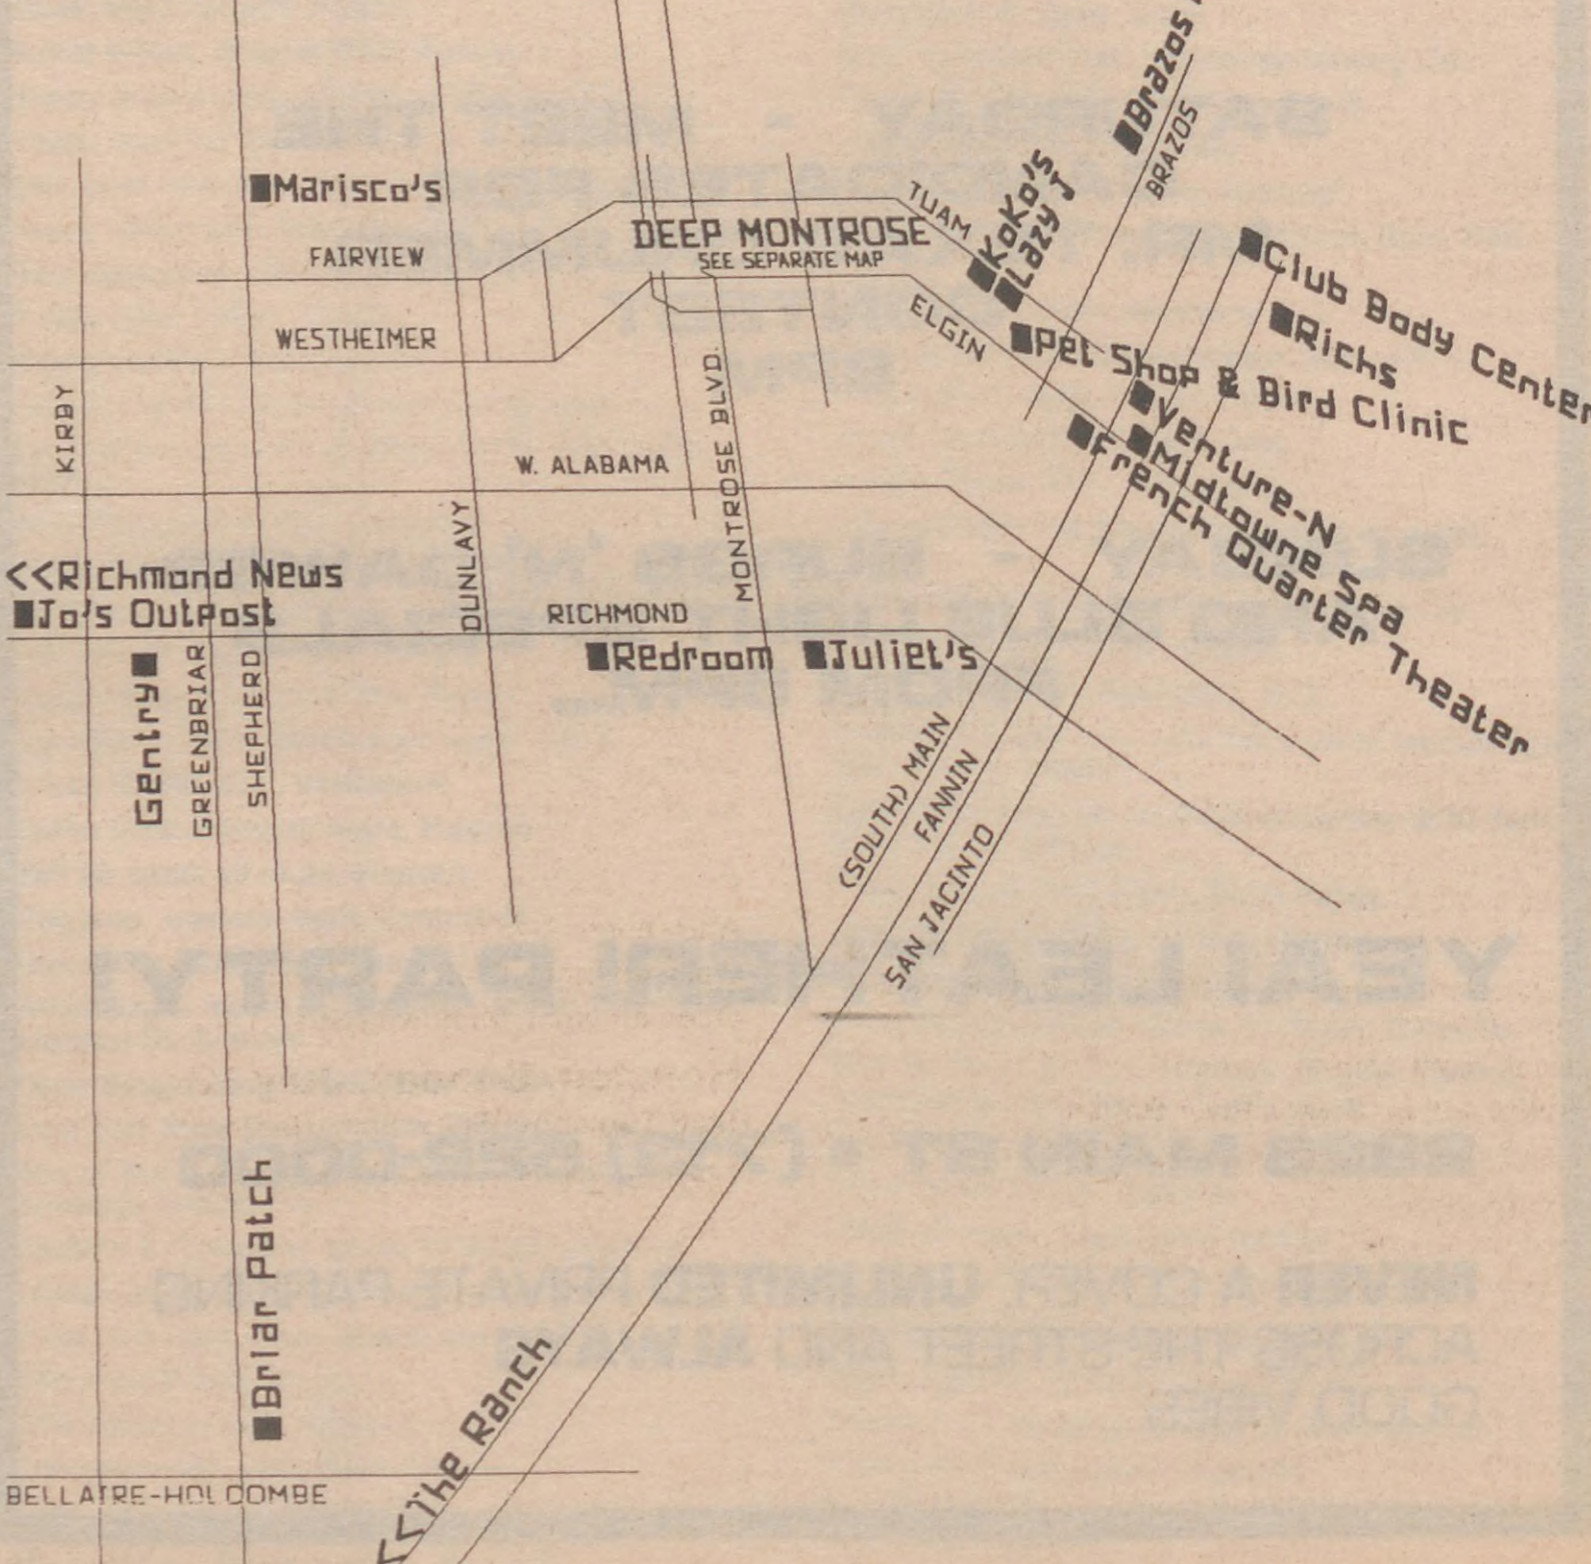 ■Brazos
BRAZOS
■Marisco's
KoKo's
■Lazy J
TUAM
DEEP MONTROSE
SEE SEPARATE MAP
FAIRVIEW
■Club Body Center
WESTHEIMER
ELGIN
■Richs
■Pet Shop & Bird Clinic
KIRBY
MONTROSE BLVD.
■Venture-N
■Midtowne Spa
■French Quarter Theater
W. ALABAMA
DUNLAVY
<<Richmond News
■Jo's Outpost
RICHMOND
■Redroom
■Juliet's
Gentry■
GREENBRIAR
SHEPHERD
(SOUTH) MAIN
FANNIN
SAN JACINTO
■Briar Patch
<<The Ranch
BELLAIRE-HOLCOMBE